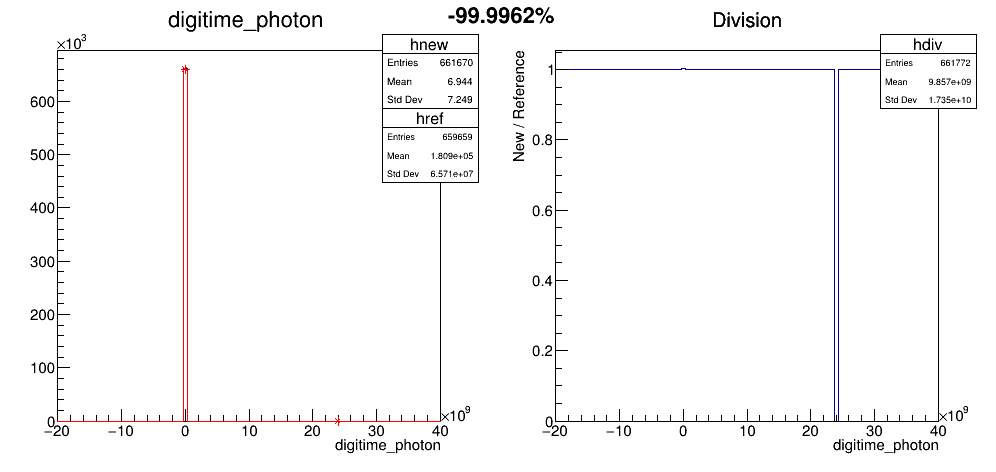 digitime_photon
-99.9962%
Division
×10³
hnew
Entries 661670
Mean 6.944
Std Dev 7.249
href
Entries 659659
Mean 1.809e+05
Std Dev 6.571e+07
600
500
400
300
200
100
0
−20 −10 0 10 20 30 40
×10⁹
digitime_photon
hdiv
Entries 661772
Mean 9.857e+09
Std Dev 1.735e+10
New / Reference
1
0.8
0.6
0.4
0.2
0
−20 −10 0 10 20 30 40
×10⁹
digitime_photon